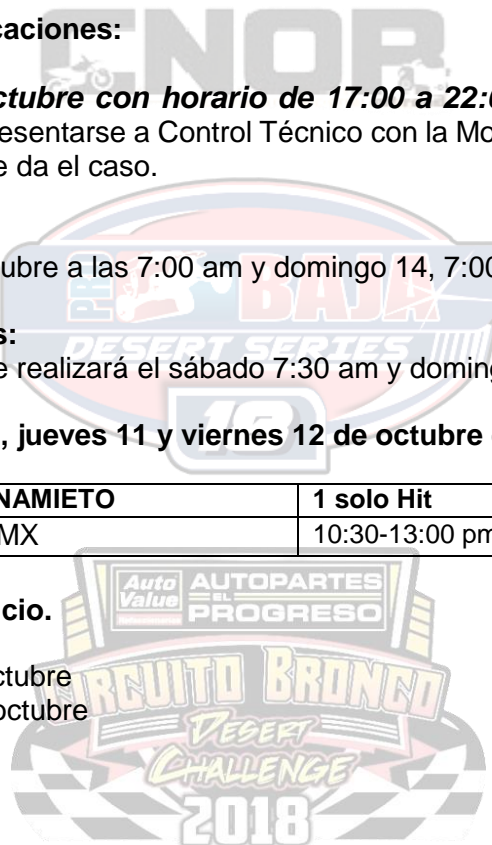 CNOR
caciones:
ctubre con horario de 17:00 a 22:0
esentarse a Control Técnico con la Mo
e da el caso.
ubre a las 7:00 am y domingo 14, 7:00
PRO BAJA
s:
DESERT SERIES
e realizará el sábado 7:30 am y doming
18
, jueves 11 y viernes 12 de octubre
NAMIETO 1 solo Hit
MX 10:30-13:00 pm
Auto Value AUTOPARTES EL PROGRESO
cio.
ctubre
octubre
CIRCUITO BRONCO
DESERT
CHALLENGE
2018